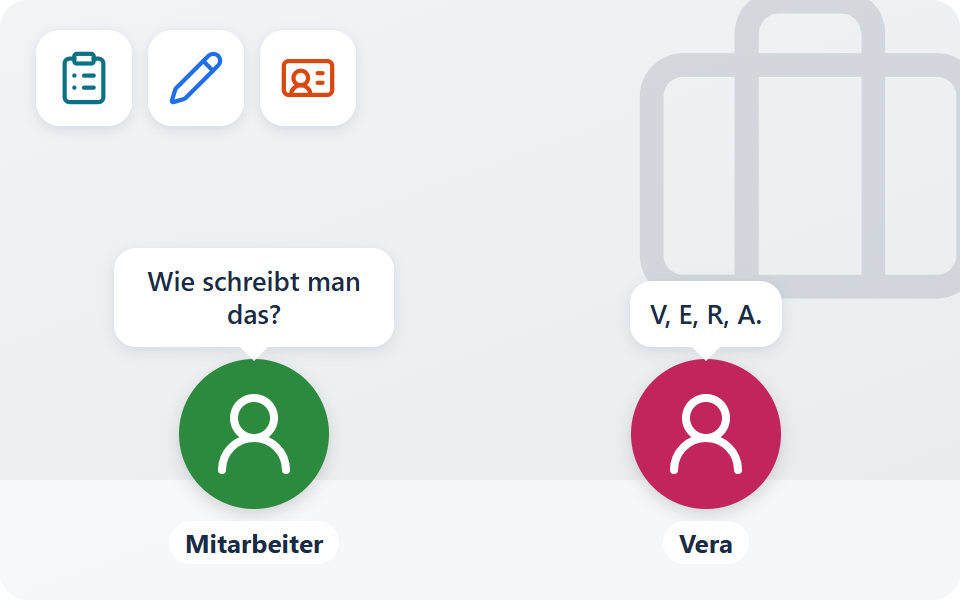 Wie schreibt man
das?
V, E, R, A.
Mitarbeiter
Vera